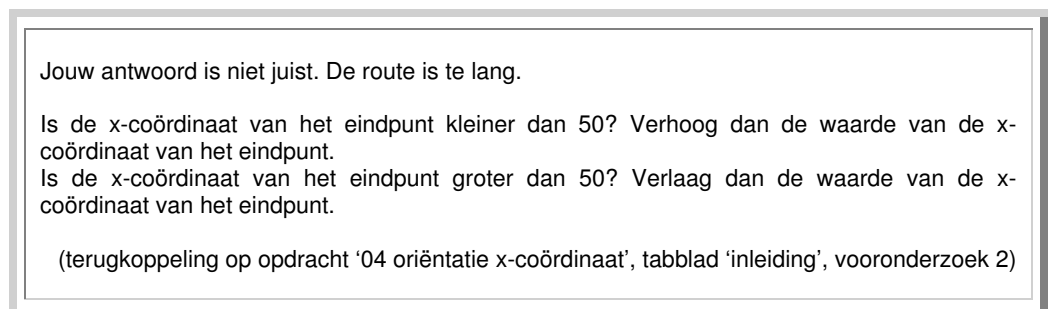 Jouw antwoord is niet juist. De route is te lang.
Is de x-coördinaat van het eindpunt kleiner dan 50? Verhoog dan de waarde van de x-
coördinaat van het eindpunt.
Is de x-coördinaat van het eindpunt groter dan 50? Verlaag dan de waarde van de x-
coördinaat van het eindpunt.
(terugkoppeling op opdracht ‘04 oriëntatie x-coördinaat’, tabblad ‘inleiding’, vooronderzoek 2)